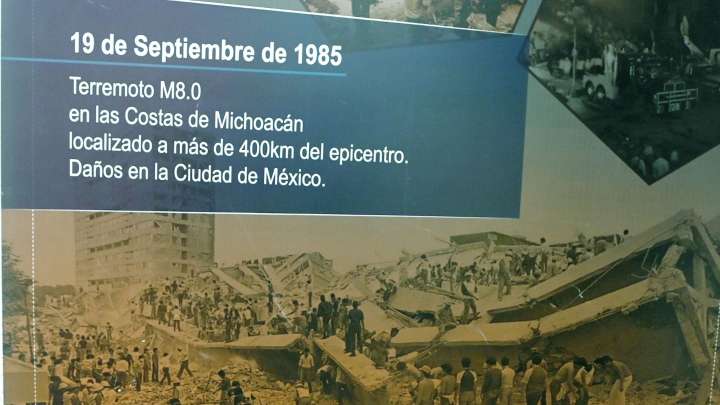 19 de Septiembre de 1985
Terremoto M8.0
en las Costas de Michoacán
localizado a más de 400km del epicentro.
Daños en la Ciudad de México.